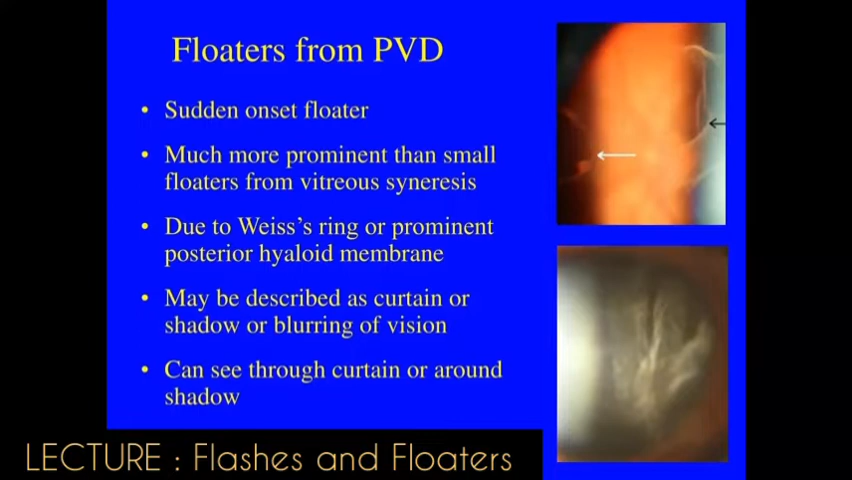 Floaters from PVD
• Sudden onset floater
• Much more prominent than small
floaters from vitreous syneresis
• Due to Weiss's ring or prominent
posterior hyaloid membrane
• May be described as curtain or
shadow or blurring of vision
• Can see through curtain or around
shadow
LECTURE : Flashes and Floaters